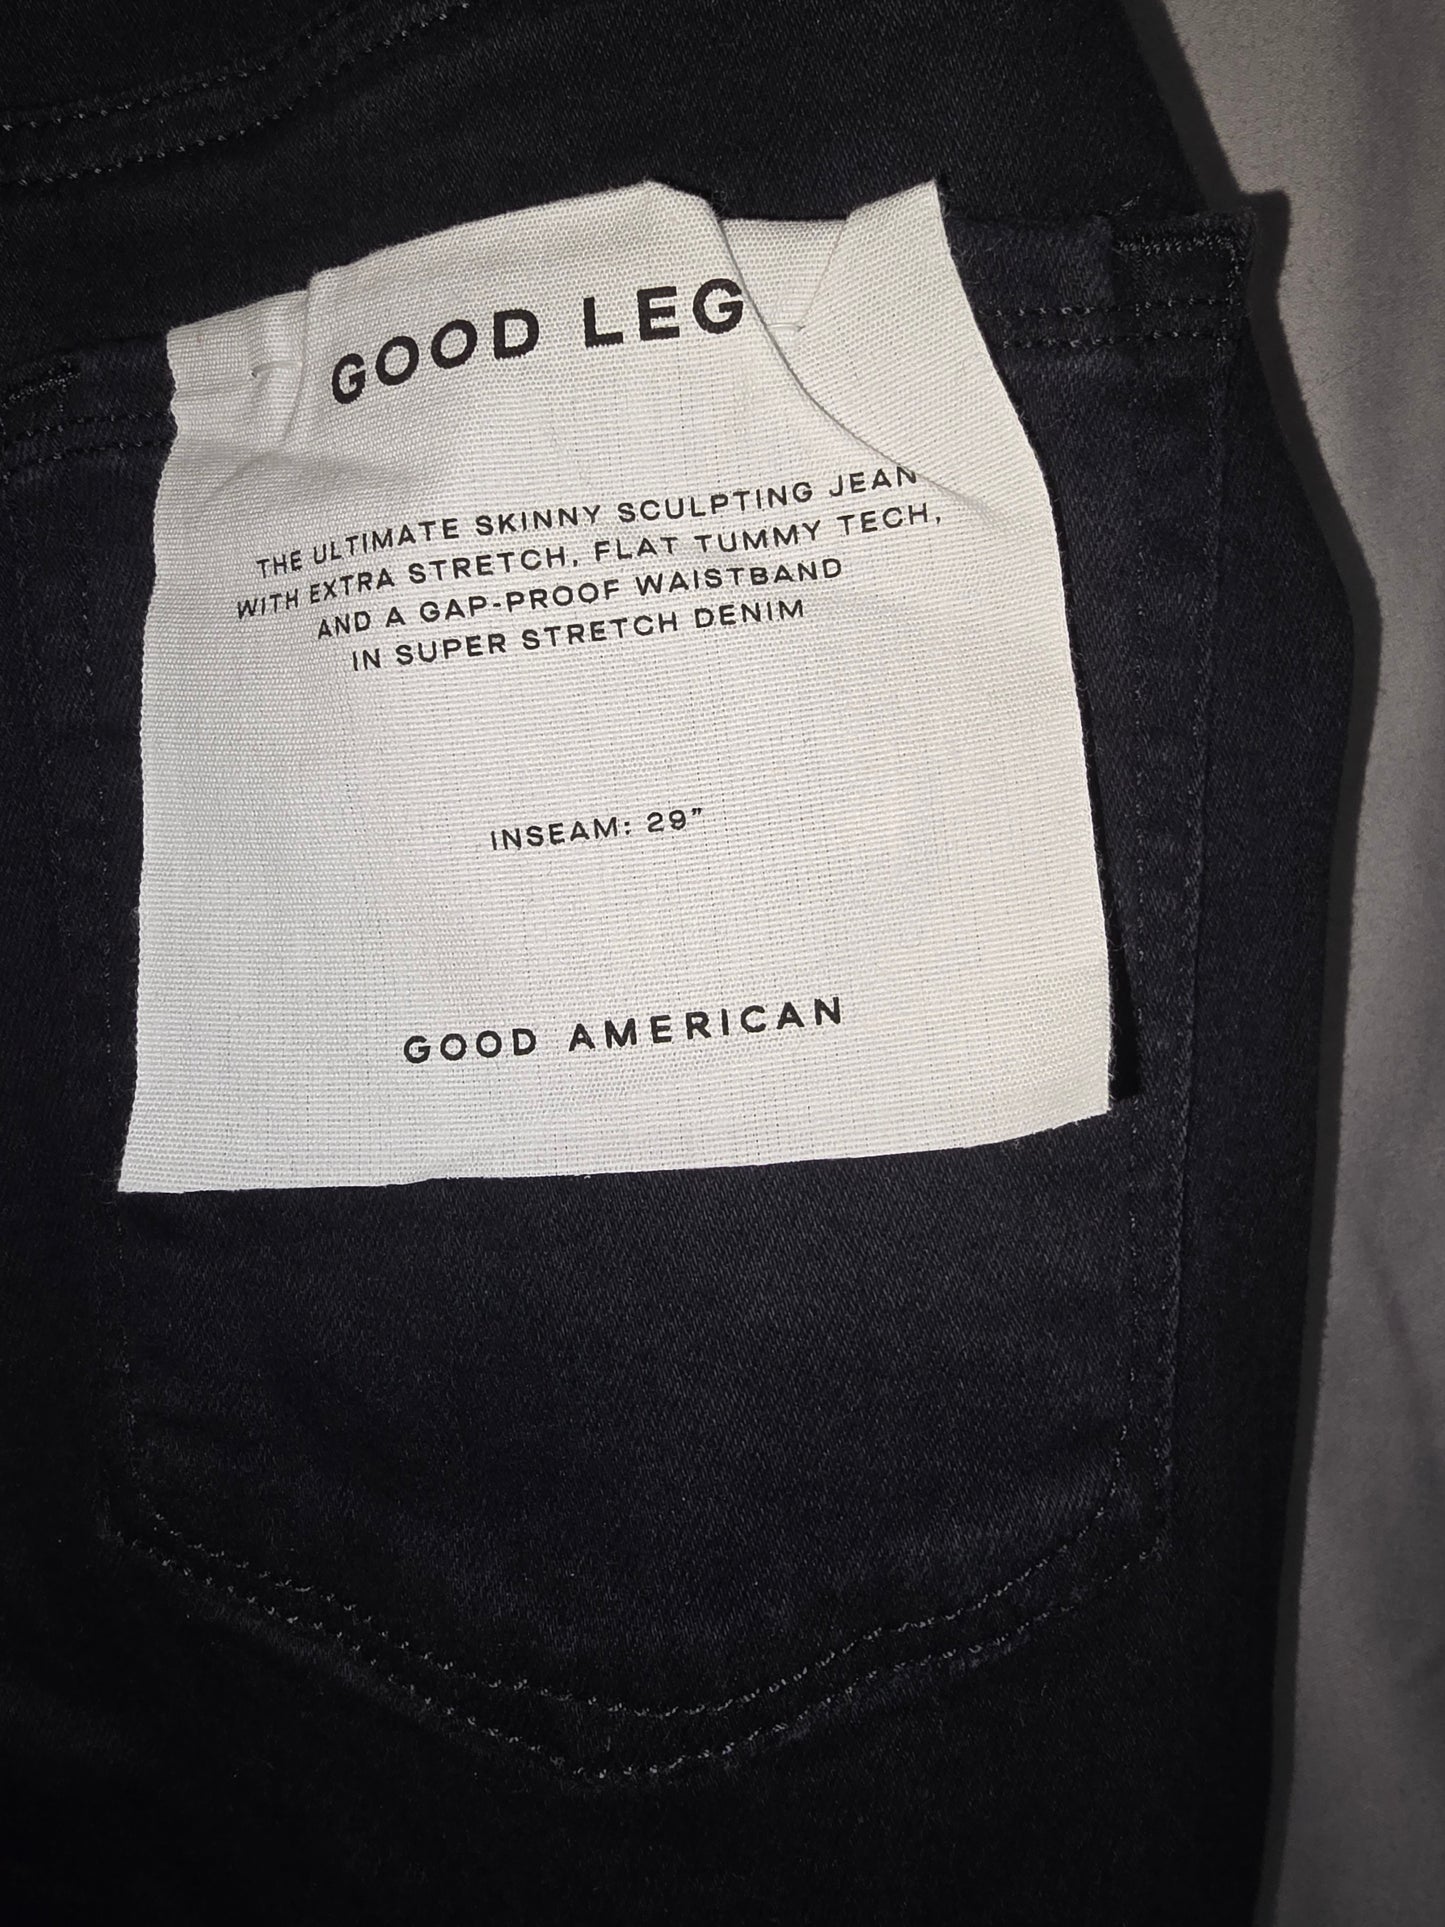 GOOD LEG
THE ULTIMATE SKINNY SCULPTING JEAN
WITH EXTRA STRETCH, FLAT TUMMY TECH,
AND A GAP-PROOF WAISTBAND
IN SUPER STRETCH DENIM
INSEAM: 29"
GOOD AMERICAN